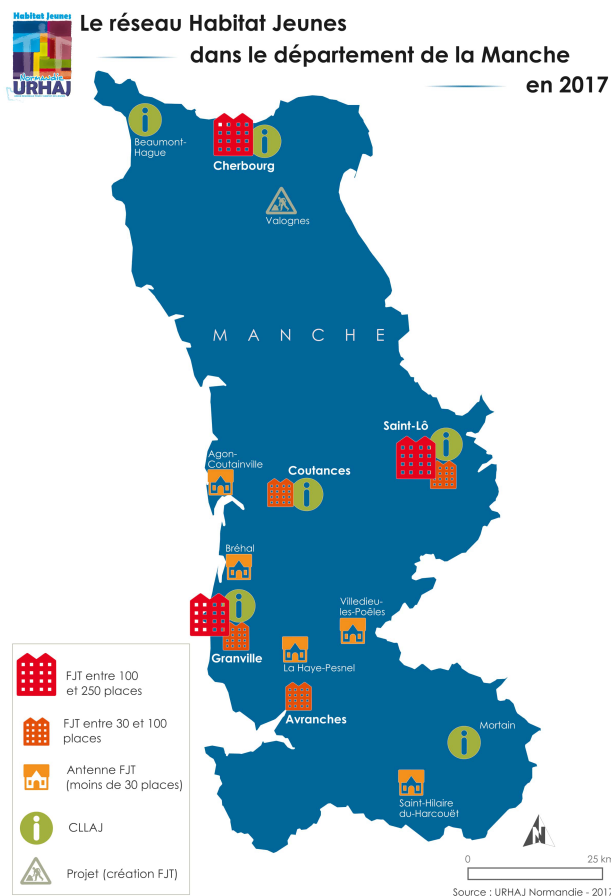 Habitat Jeunes
Normandie
URHAJ
Le réseau Habitat Jeunes
dans le département de la Manche
en 2017
Beaumont-
Hague
Cherbourg
Valognes
MANCHE
Saint-Lô
Agon-
Coutainville
Coutances
Bréhal
Villedieu-
les-Poêles
Granville
La Haye-Pesnel
Avranches
Mortain
Saint-Hilaire
du-Harcouët
FJT entre 100
et 250 places
FJT entre 30 et 100
places
Antenne FJT
(moins de 30 places)
CLLAJ
Projet (création FJT)
N
0 25 km
Source : URHAJ Normandie - 2017